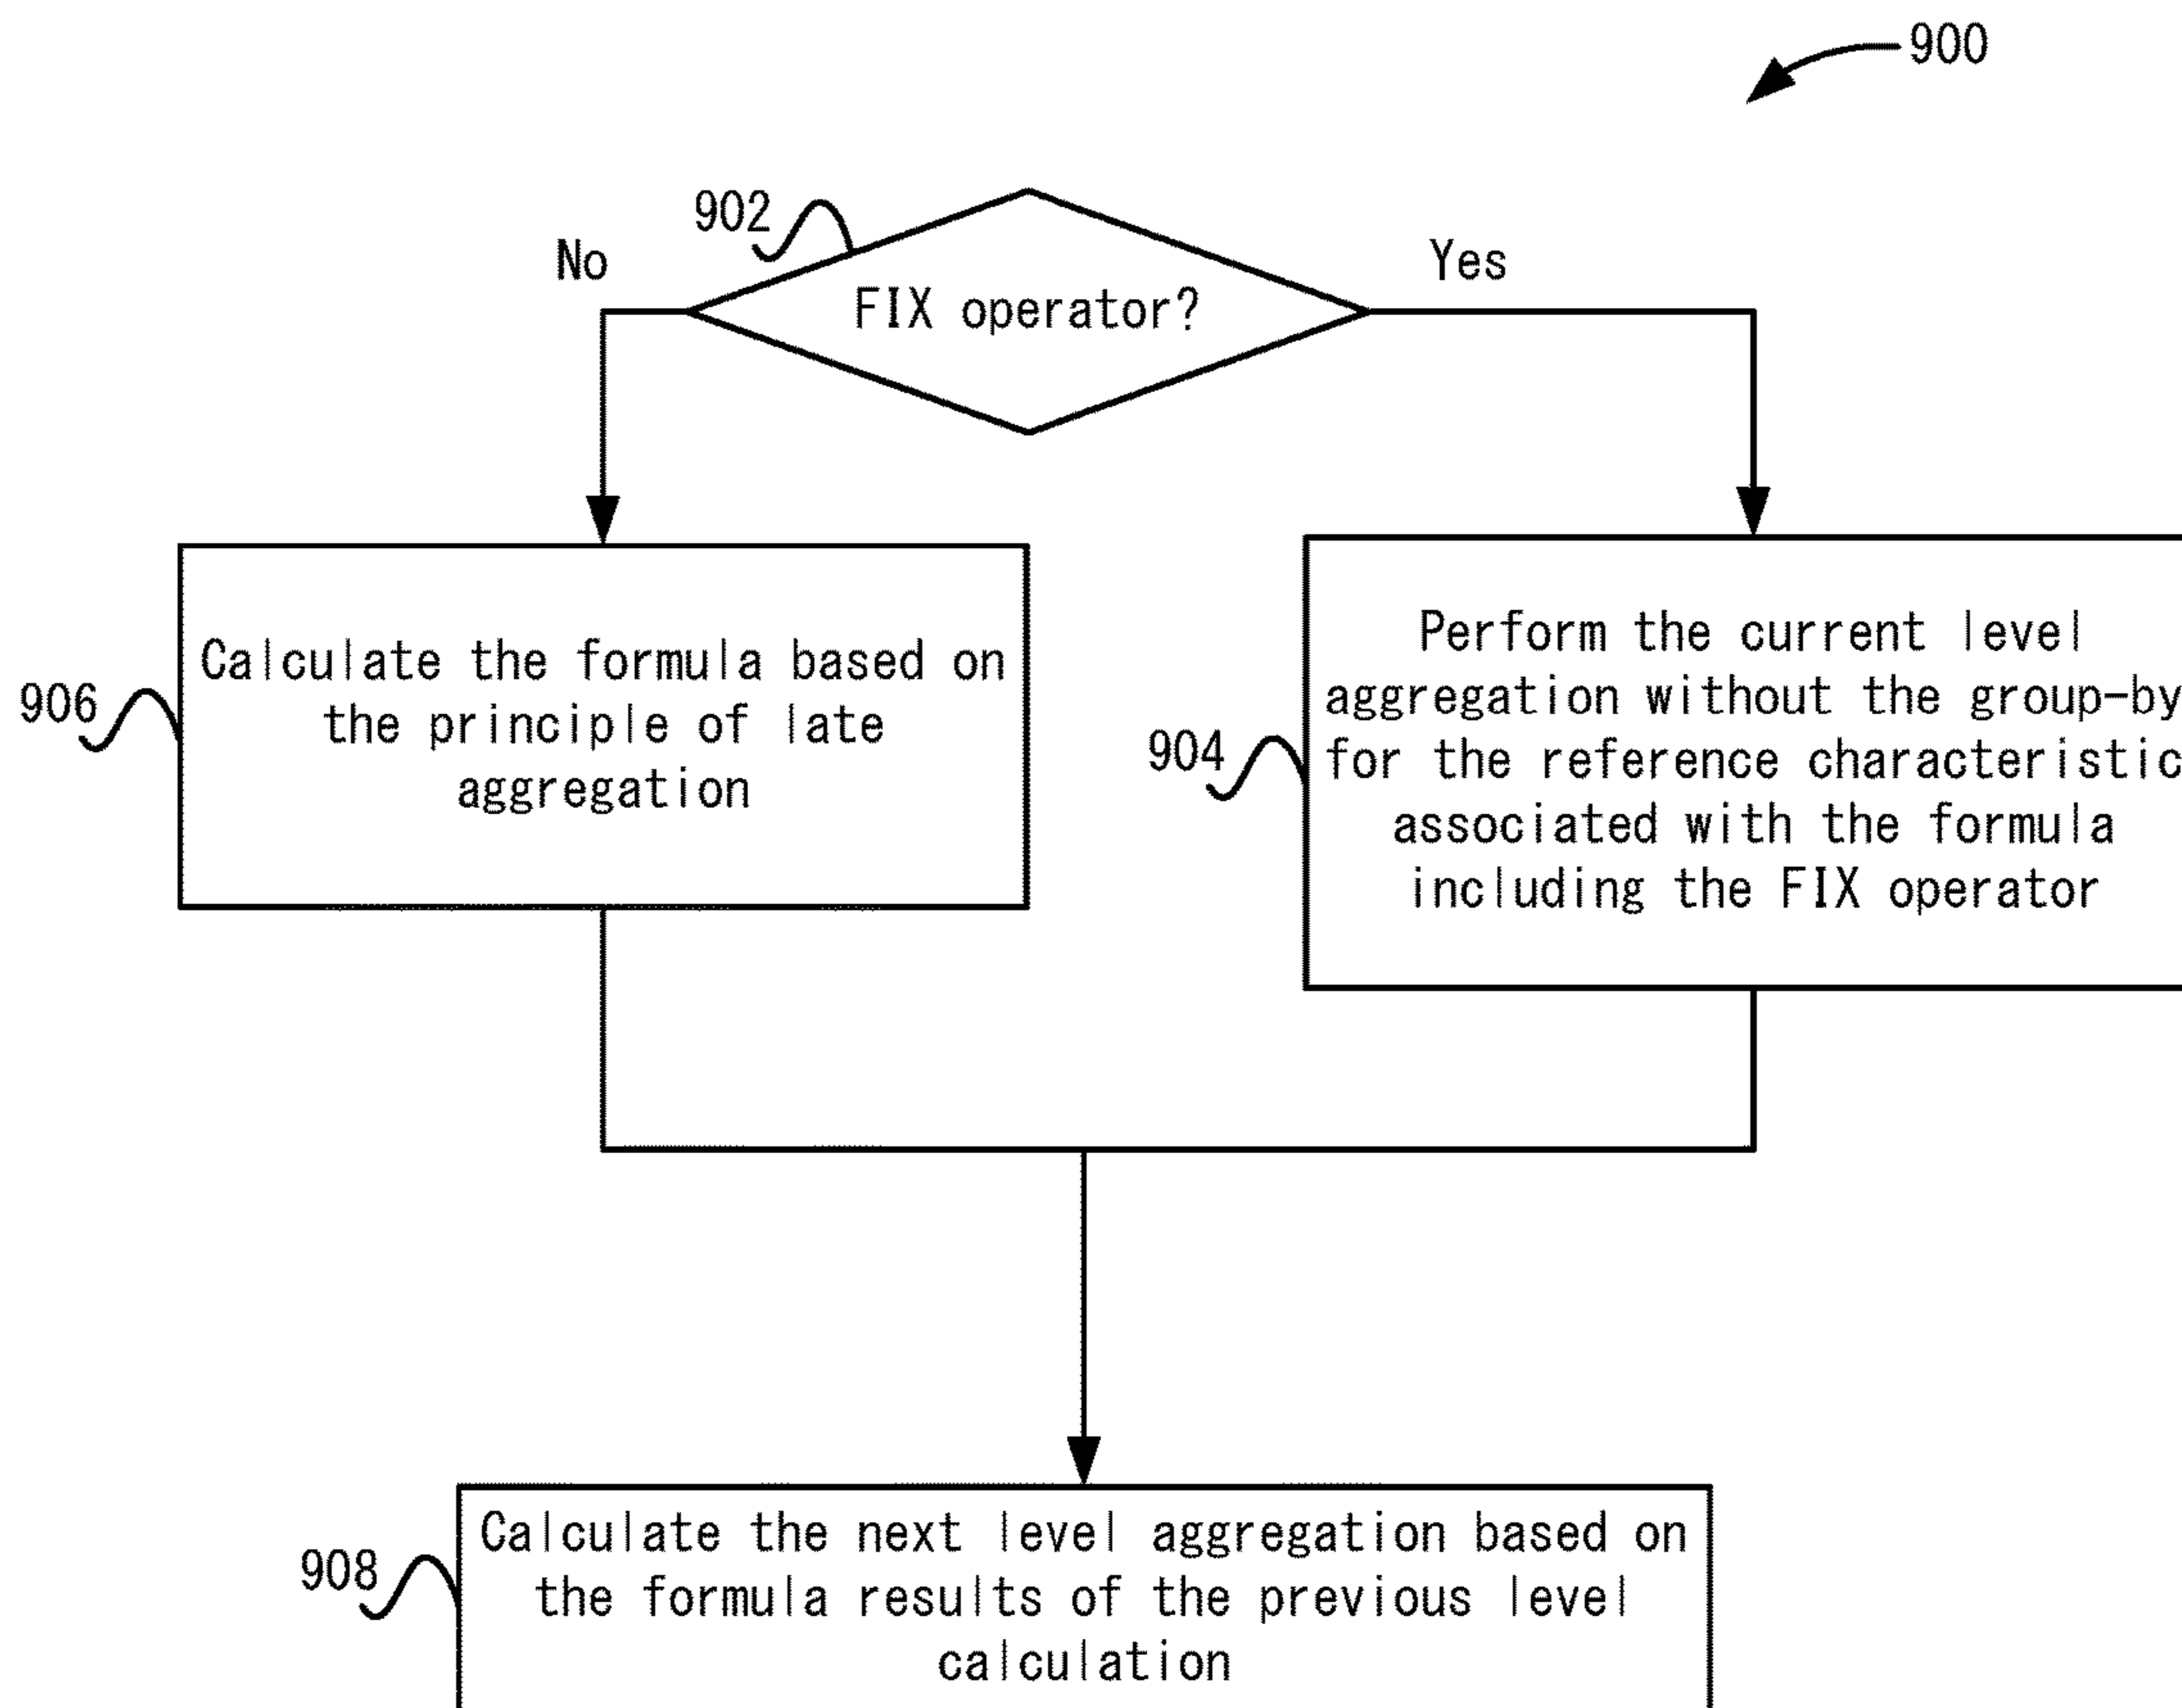 900
902
No
Yes
FIX operator?
Calculate the formula based on
the principle of late
aggregation
906
Perform the current level
aggregation without the group-by
for the reference characteristic
associated with the formula
including the FIX operator
904
Calculate the next level aggregation based on
the formula results of the previous level
calculation
908